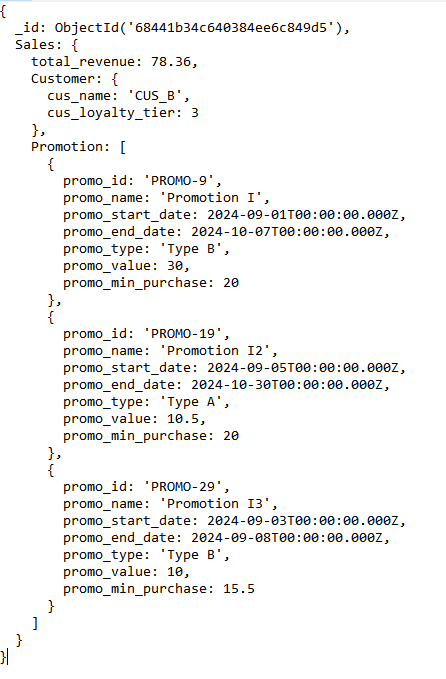 {
  _id: ObjectId('68441b34c640384ee6c849d5'),
  Sales: {
    total_revenue: 78.36,
    Customer: {
      cus_name: 'CUS_B',
      cus_loyalty_tier: 3
    },
    Promotion: [
      {
        promo_id: 'PROMO-9',
        promo_name: 'Promotion I',
        promo_start_date: 2024-09-01T00:00:00.000Z,
        promo_end_date: 2024-10-07T00:00:00.000Z,
        promo_type: 'Type B',
        promo_value: 30,
        promo_min_purchase: 20
      },
      {
        promo_id: 'PROMO-19',
        promo_name: 'Promotion I2',
        promo_start_date: 2024-09-05T00:00:00.000Z,
        promo_end_date: 2024-10-30T00:00:00.000Z,
        promo_type: 'Type A',
        promo_value: 10.5,
        promo_min_purchase: 20
      },
      {
        promo_id: 'PROMO-29',
        promo_name: 'Promotion I3',
        promo_start_date: 2024-09-03T00:00:00.000Z,
        promo_end_date: 2024-09-08T00:00:00.000Z,
        promo_type: 'Type B',
        promo_value: 10,
        promo_min_purchase: 15.5
      }
    ]
  }
}